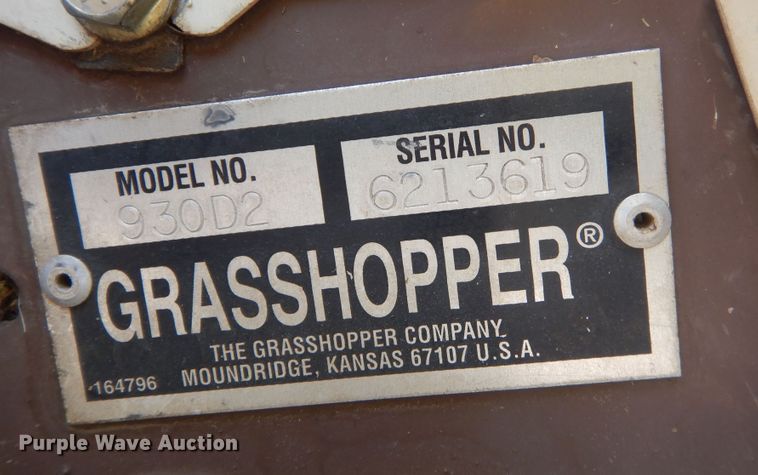 MODEL NO.
930D2
SERIAL NO.
6213619
GRASSHOPPER®
THE GRASSHOPPER COMPANY
MOUNDRIDGE, KANSAS 67107 U.S.A.
164796
Purple Wave Auction